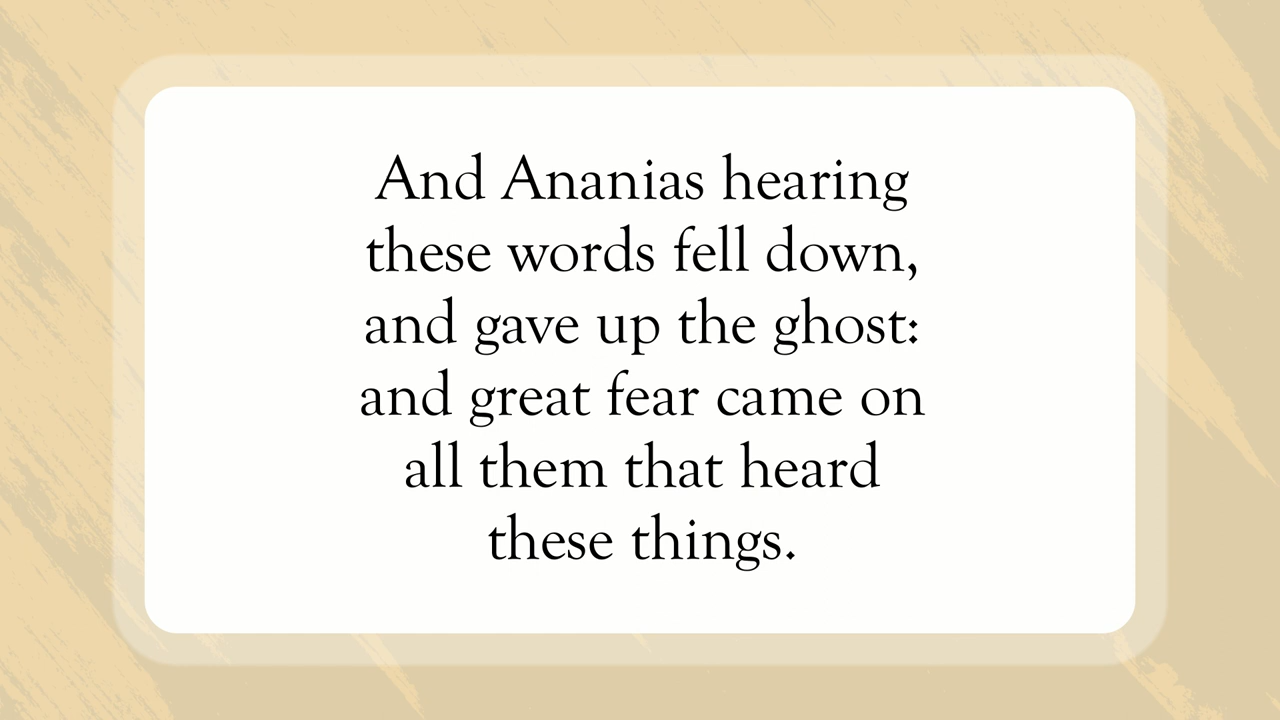 And Ananias hearing
these words fell down,
and gave up the ghost:
and great fear came on
all them that heard
these things.